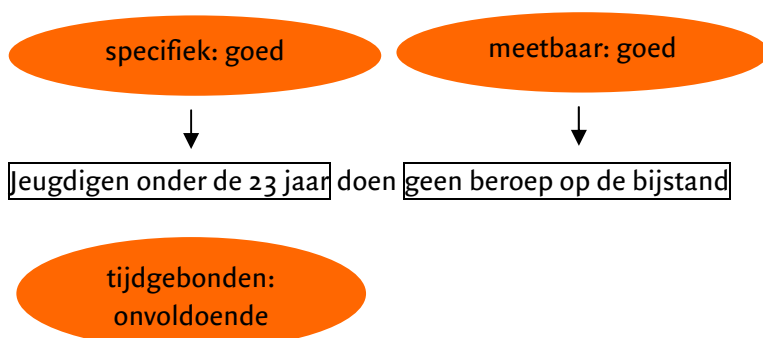 specifiek: goed
meetbaar: goed
Jeugdigen onder de 23 jaar doen geen beroep op de bijstand
tijdgebonden:
onvoldoende